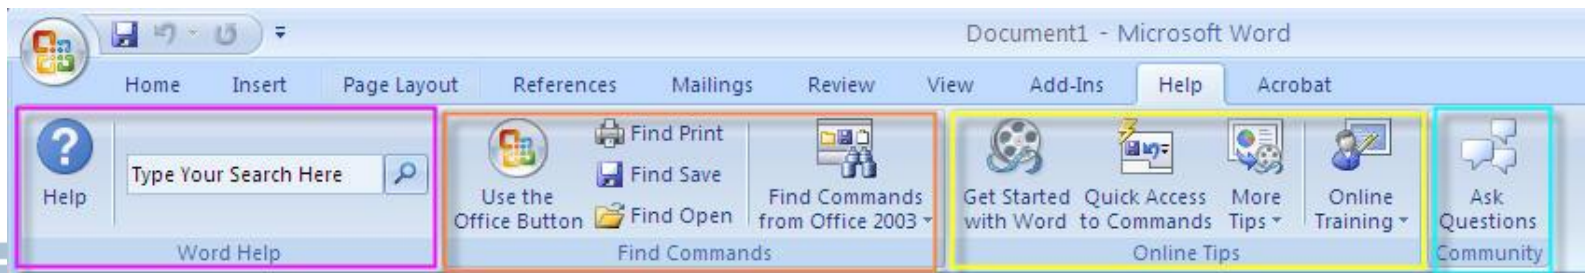 Document1 - Microsoft Word
Home Insert Page Layout References Mailings Review View Add-Ins Help Acrobat
Help
Type Your Search Here
Word Help
Use the
Office Button
Find Print
Find Save
Find Open
Find Commands
from Office 2003
Find Commands
Get Started
with Word
Quick Access
to Commands
More
Tips
Online
Training
Online Tips
Ask
Questions
Community